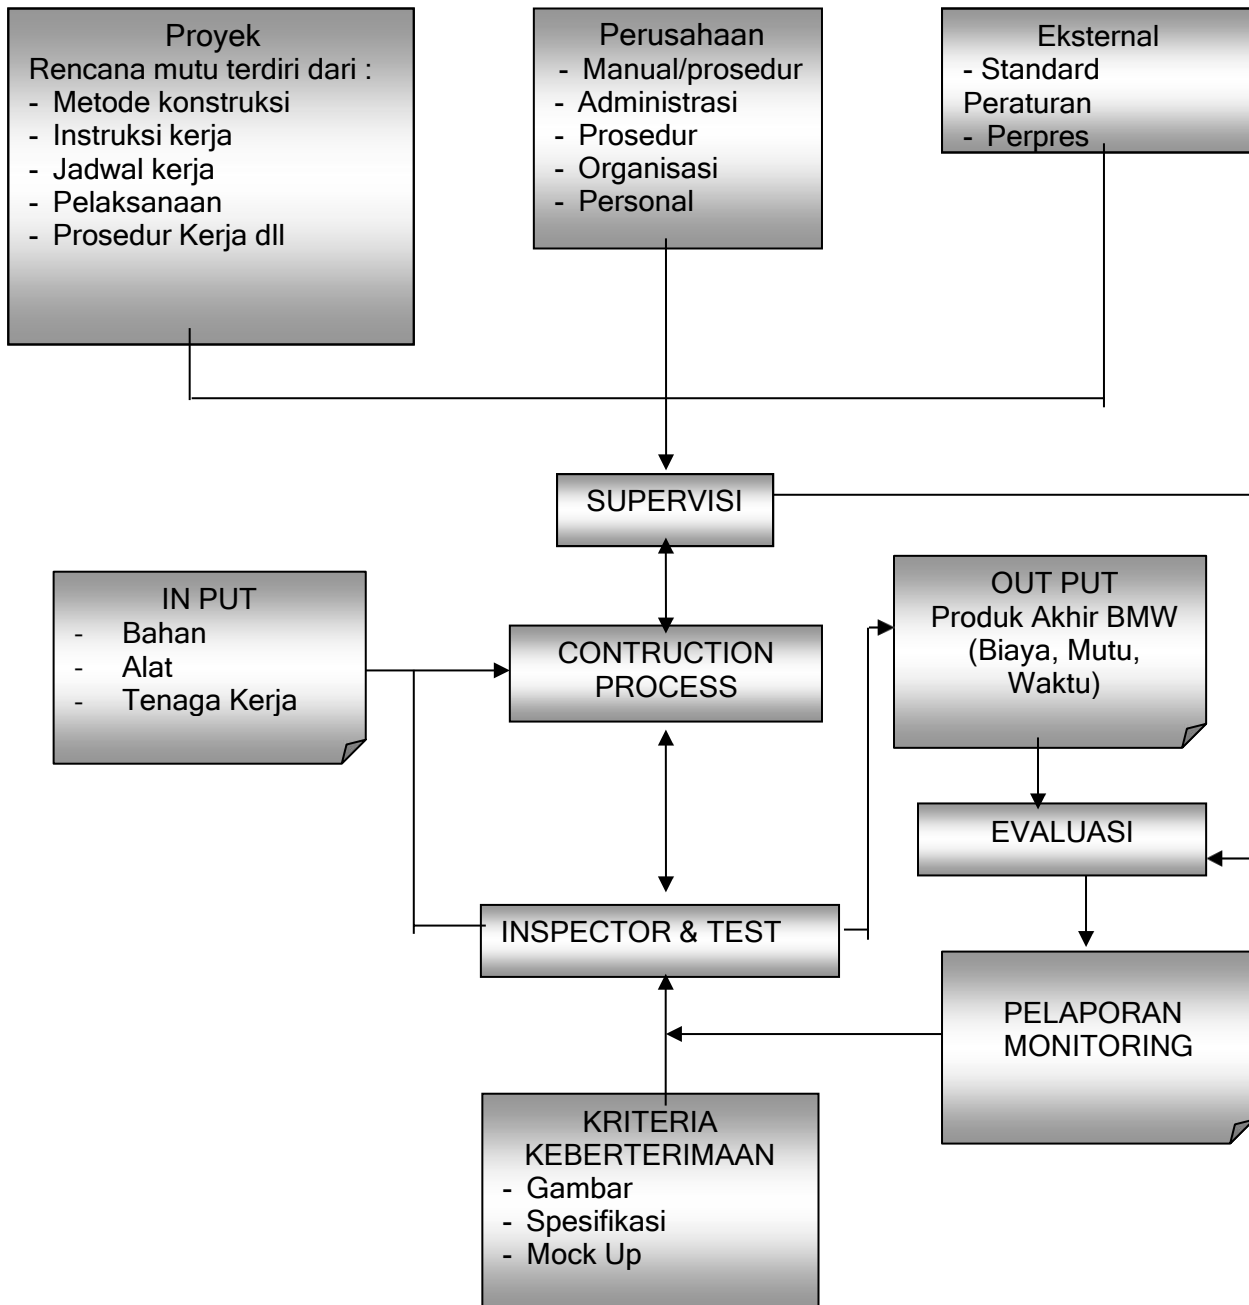 Proyek
Rencana mutu terdiri dari :
- Metode konstruksi
- Instruksi kerja
- Jadwal kerja
- Pelaksanaan
- Prosedur Kerja dll
Perusahaan
- Manual/prosedur
- Administrasi
- Prosedur
- Organisasi
- Personal
Eksternal
- Standard
Peraturan
- Perpres
SUPERVISI
IN PUT
- Bahan
- Alat
- Tenaga Kerja
CONTRUCTION
PROCESS
OUT PUT
Produk Akhir BMW
(Biaya, Mutu,
Waktu)
EVALUASI
INSPECTOR & TEST
PELAPORAN
MONITORING
KRITERIA
KEBERTERIMAAN
- Gambar
- Spesifikasi
- Mock Up